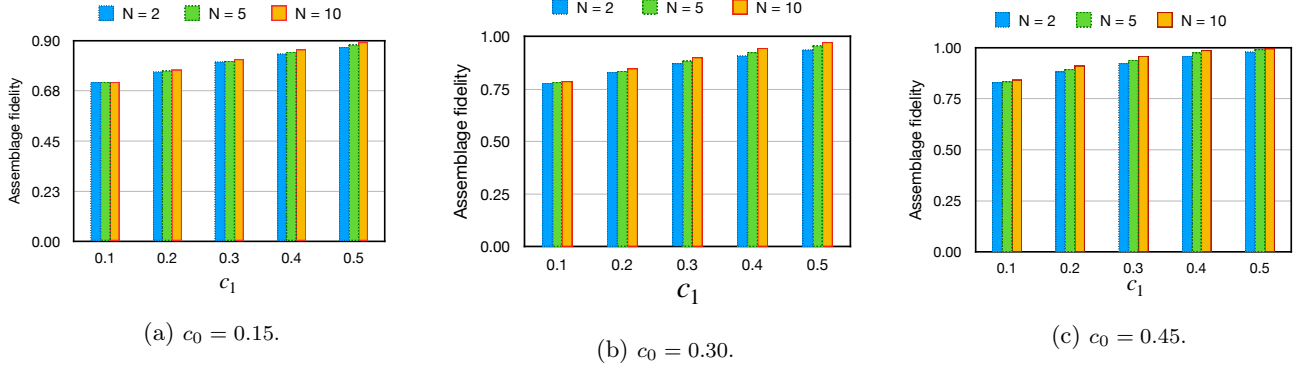 N = 2 N = 5 N = 10
0.90
0.68
0.45
0.23
0.00
Assemblage fidelity
0.1 0.2 0.3 0.4 0.5
c₁
(a) c₀ = 0.15.
N = 2 N = 5 N = 10
1.00
0.75
0.50
0.25
0.00
Assemblage fidelity
0.1 0.2 0.3 0.4 0.5
c₁
(b) c₀ = 0.30.
N = 2 N = 5 N = 10
1.00
0.75
0.50
0.25
0.00
Assemblage fidelity
0.1 0.2 0.3 0.4 0.5
c₁
(c) c₀ = 0.45.